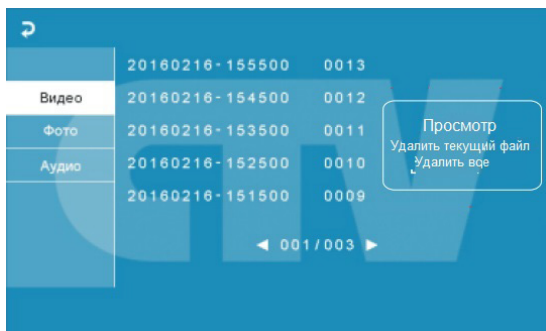 20160216-155500 0013
Видео
20160216-154500 0012
Фото
20160216-153500 0011
Аудио
20160216-152500 0010
20160216-151500 0009
Просмотр
Удалить текущий файл
Удалить все
001/003
CTV